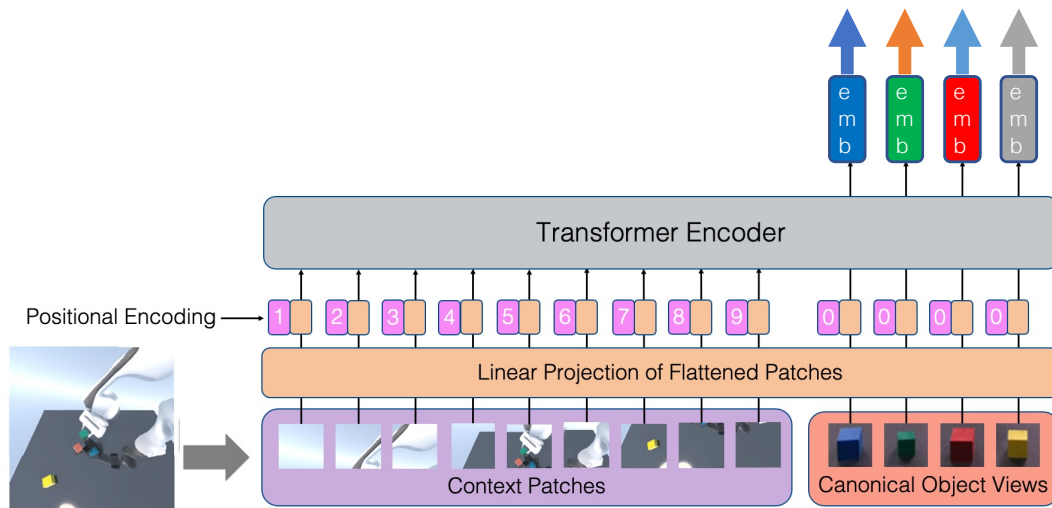 e m b e m b e m b e m b
Transformer Encoder
Positional Encoding 1 2 3 4 5 6 7 8 9 0 0 0 0
Linear Projection of Flattened Patches
Context Patches
Canonical Object Views